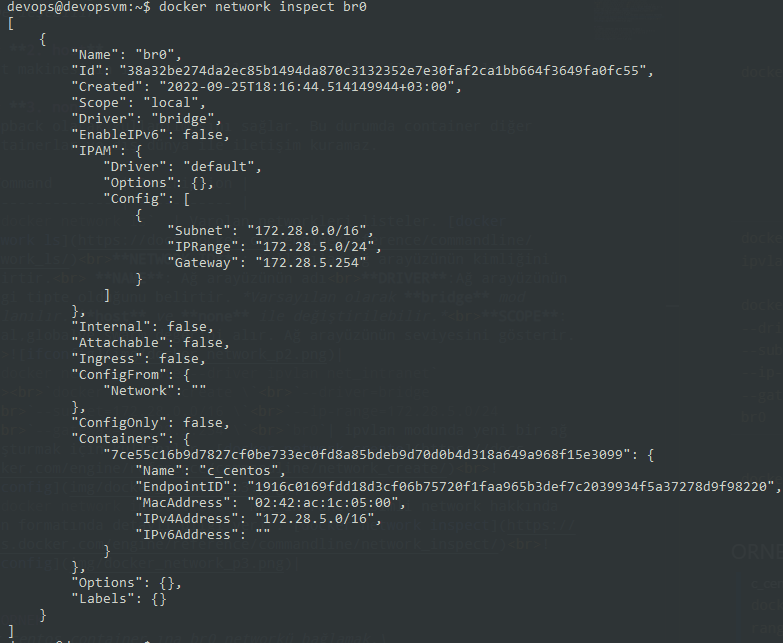 devops@devopsvm:~$ docker network inspect br0
[
    {
        "Name": "br0",
        "Id": "38a32be274da2ec85b1494da870c3132352e7e30faf2ca1bb664f3649fa0fc55",
        "Created": "2022-09-25T18:16:44.514149944+03:00",
        "Scope": "local",
        "Driver": "bridge",
        "EnableIPv6": false,
        "IPAM": {
            "Driver": "default",
            "Options": {},
            "Config": [
                {
                    "Subnet": "172.28.0.0/16",
                    "IPRange": "172.28.5.0/24",
                    "Gateway": "172.28.5.254"
                }
            ]
        },
        "Internal": false,
        "Attachable": false,
        "Ingress": false,
        "ConfigFrom": {
            "Network": ""
        },
        "ConfigOnly": false,
        "Containers": {
            "7ce55c16b9d7827cf0be733ec0fd8a85bdeb9d70d0b4d318a649a968f15e3099": {
                "Name": "c_centos",
                "EndpointID": "1916c0169fdd18d3cf06b75720f1faa965b3def7c2039934f5a37278d9f98220",
                "MacAddress": "02:42:ac:1c:05:00",
                "IPv4Address": "172.28.5.0/16",
                "IPv6Address": ""
            }
        },
        "Options": {},
        "Labels": {}
    }
]